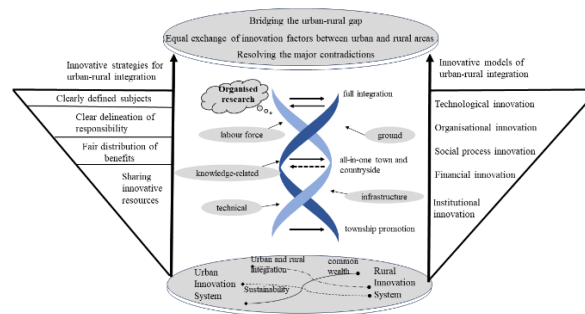 Bridging the urban-rural gap
Equal exchange of innovation factors between urban and rural areas
Resolving the major contradictions
Innovative strategies for
urban-rural integration
Clearly defined subjects
Clear delineation of
responsibility
Fair distribution of
benefits
Sharing
innovative
resources
Organised
research
labour force
knowledge-related
technical
full integration
ground
all-in-one town and
countryside
infrastructure
township promotion
Innovative models of
urban-rural integration
Technological innovation
Organisational innovation
Social process innovation
Financial innovation
Institutional
innovation
Urban
Innovation
System
Urban and rural
Integration
Sustainability
common
wealth
Rural
Innovation
System